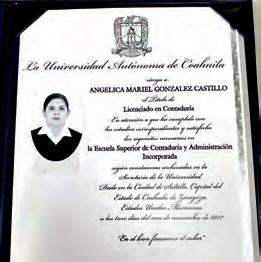 La Universidad Autónoma de Coahuila
otorga a
ANGELICA MARIEL GONZALEZ CASTILLO
el Título de
Licenciado en Contaduría
En atención a que ha cumplido con
los estudios correspondientes y satisfecho
los requisitos necesarios en
la Escuela Superior de Contaduría y Administración
Incorporada
según constancias archivadas en la
Secretaría de la Universidad.
Dado en la Ciudad de Saltillo, Capital del
Estado de Coahuila de Zaragoza,
Estados Unidos Mexicanos
a los trece días del mes de noviembre de 2017
"En el bien fincamos el saber"